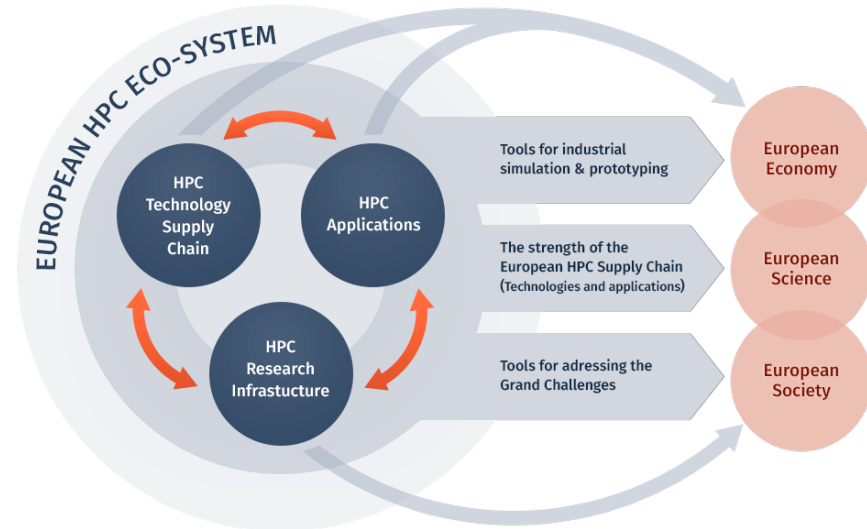 EUROPEAN HPC ECO-SYSTEM
HPC
Technology
Supply
Chain
HPC
Applications
HPC
Research
Infrastucture
Tools for industrial
simulation & prototyping
The strength of the
European HPC Supply Chain
(Technologies and applications)
Tools for adressing the
Grand Challenges
European
Economy
European
Science
European
Society